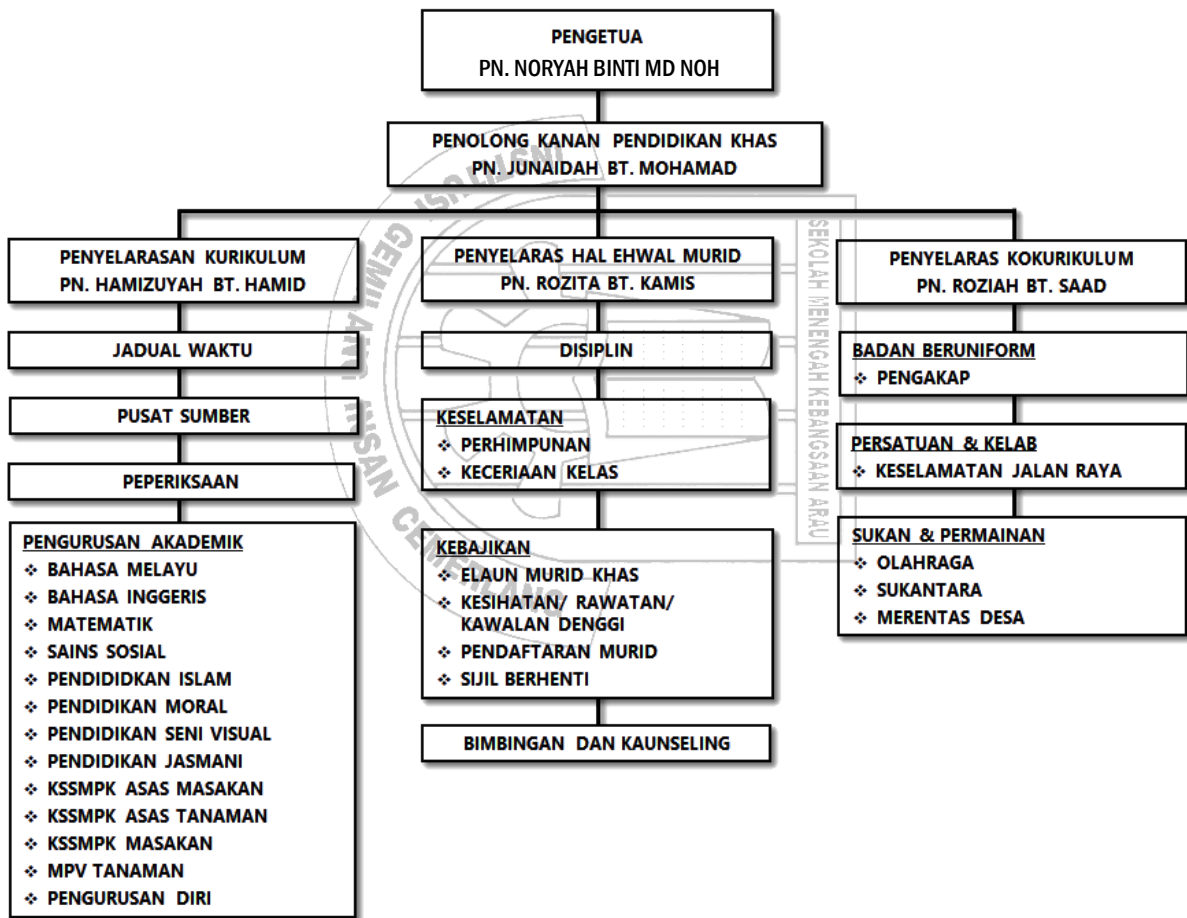 PENGETUA
PN. NORYAH BINTI MD NOH
PENOLONG KANAN PENDIDIKAN KHAS
PN. JUNAIDAH BT. MOHAMAD
PENYELARASAN KURIKULUM
PN. HAMIZUYAH BT. HAMID
JADUAL WAKTU
PUSAT SUMBER
PEPERIKSAAN
PENGURUSAN AKADEMIK
❖ BAHASA MELAYU
❖ BAHASA INGGERIS
❖ MATEMATIK
❖ SAINS SOSIAL
❖ PENDIDIDKAN ISLAM
❖ PENDIDIKAN MORAL
❖ PENDIDIKAN SENI VISUAL
❖ PENDIDIKAN JASMANI
❖ KSSMPK ASAS MASAKAN
❖ KSSMPK ASAS TANAMAN
❖ KSSMPK MASAKAN
❖ MPV TANAMAN
❖ PENGURUSAN DIRI
PENYELARAS HAL EHWAL MURID
PN. ROZITA BT. KAMIS
DISIPLIN
KESELAMATAN
❖ PERHIMPUNAN
❖ KECERIAAN KELAS
KEBAJIKAN
❖ ELAUN MURID KHAS
❖ KESIHATAN/ RAWATAN/
KAWALAN DENGGI
❖ PENDAFTARAN MURID
❖ SIJIL BERHENTI
BIMBINGAN DAN KAUNSELING
PENYELARAS KOKURIKULUM
PN. ROZIAH BT. SAAD
BADAN BERUNIFORM
❖ PENGAKAP
PERSATUAN & KELAB
❖ KESELAMATAN JALAN RAYA
SUKAN & PERMAINAN
❖ OLAHRAGA
❖ SUKANTARA
❖ MERENTAS DESA
INSTITUSI GEMILANG INSAN CEMERLANG
SEKOLAH MENENGAH KEBANGSAAN ARAU